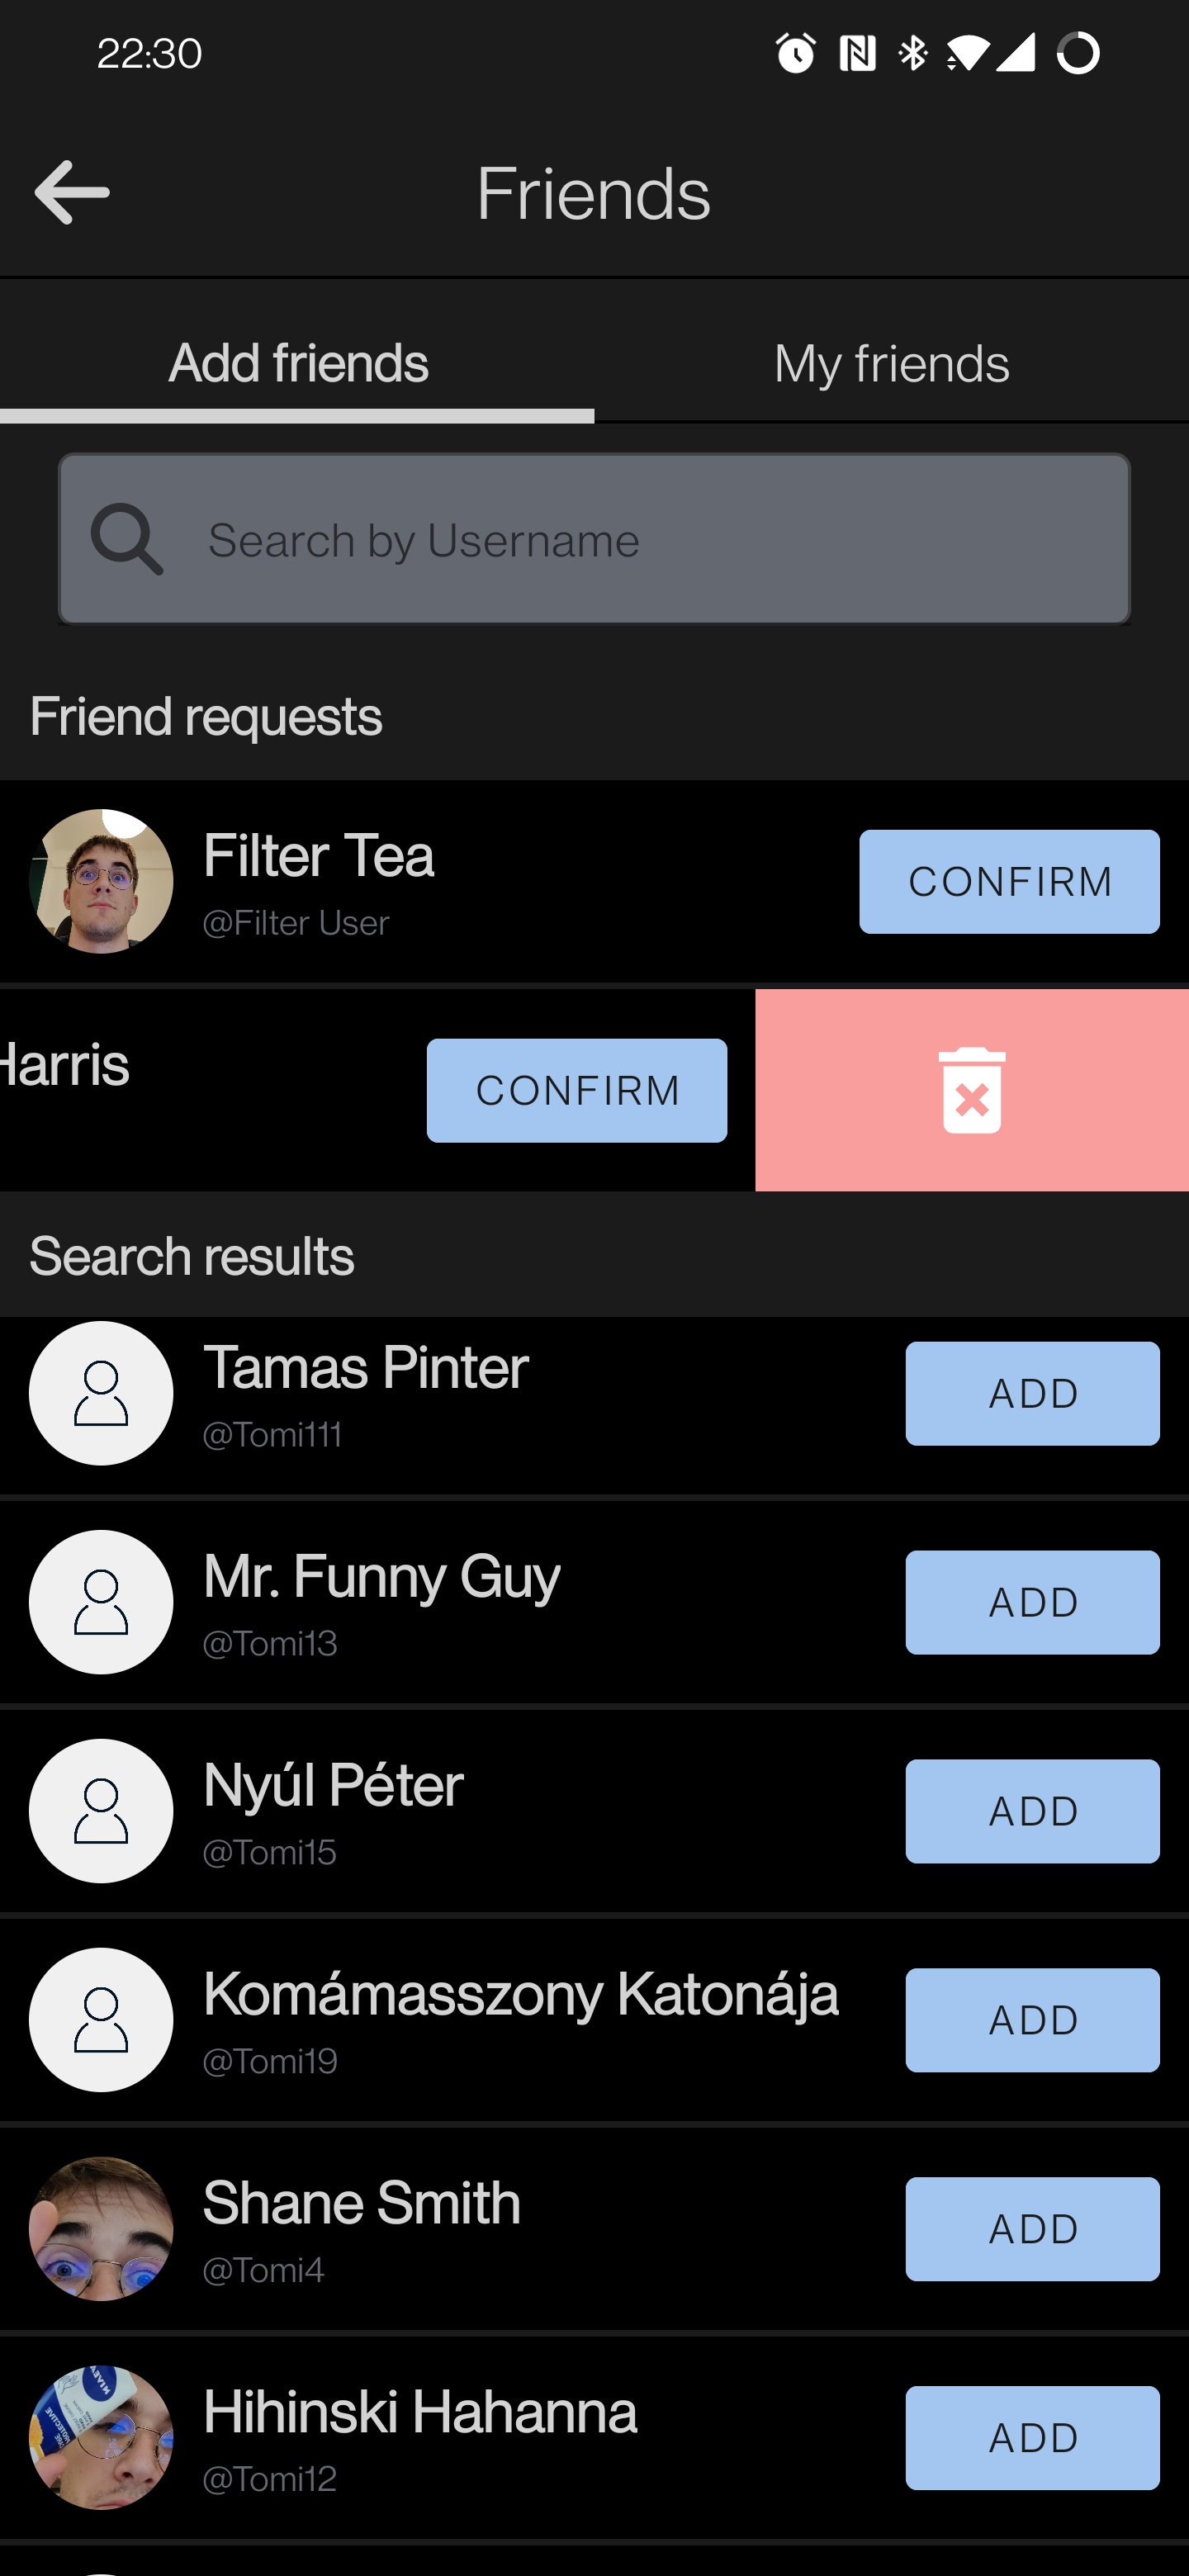 22:30
Friends
Add friends
My friends
Search by Username
Friend requests
Filter Tea
@Filter User
CONFIRM
Harris
CONFIRM
Search results
Tamas Pinter
@Tomi111
ADD
Mr. Funny Guy
@Tomi13
ADD
Nyúl Péter
@Tomi15
ADD
Komámasszony Katonája
@Tomi19
ADD
Shane Smith
@Tomi4
ADD
NIVEA
Hihinski Hahanna
@Tomi12
ADD